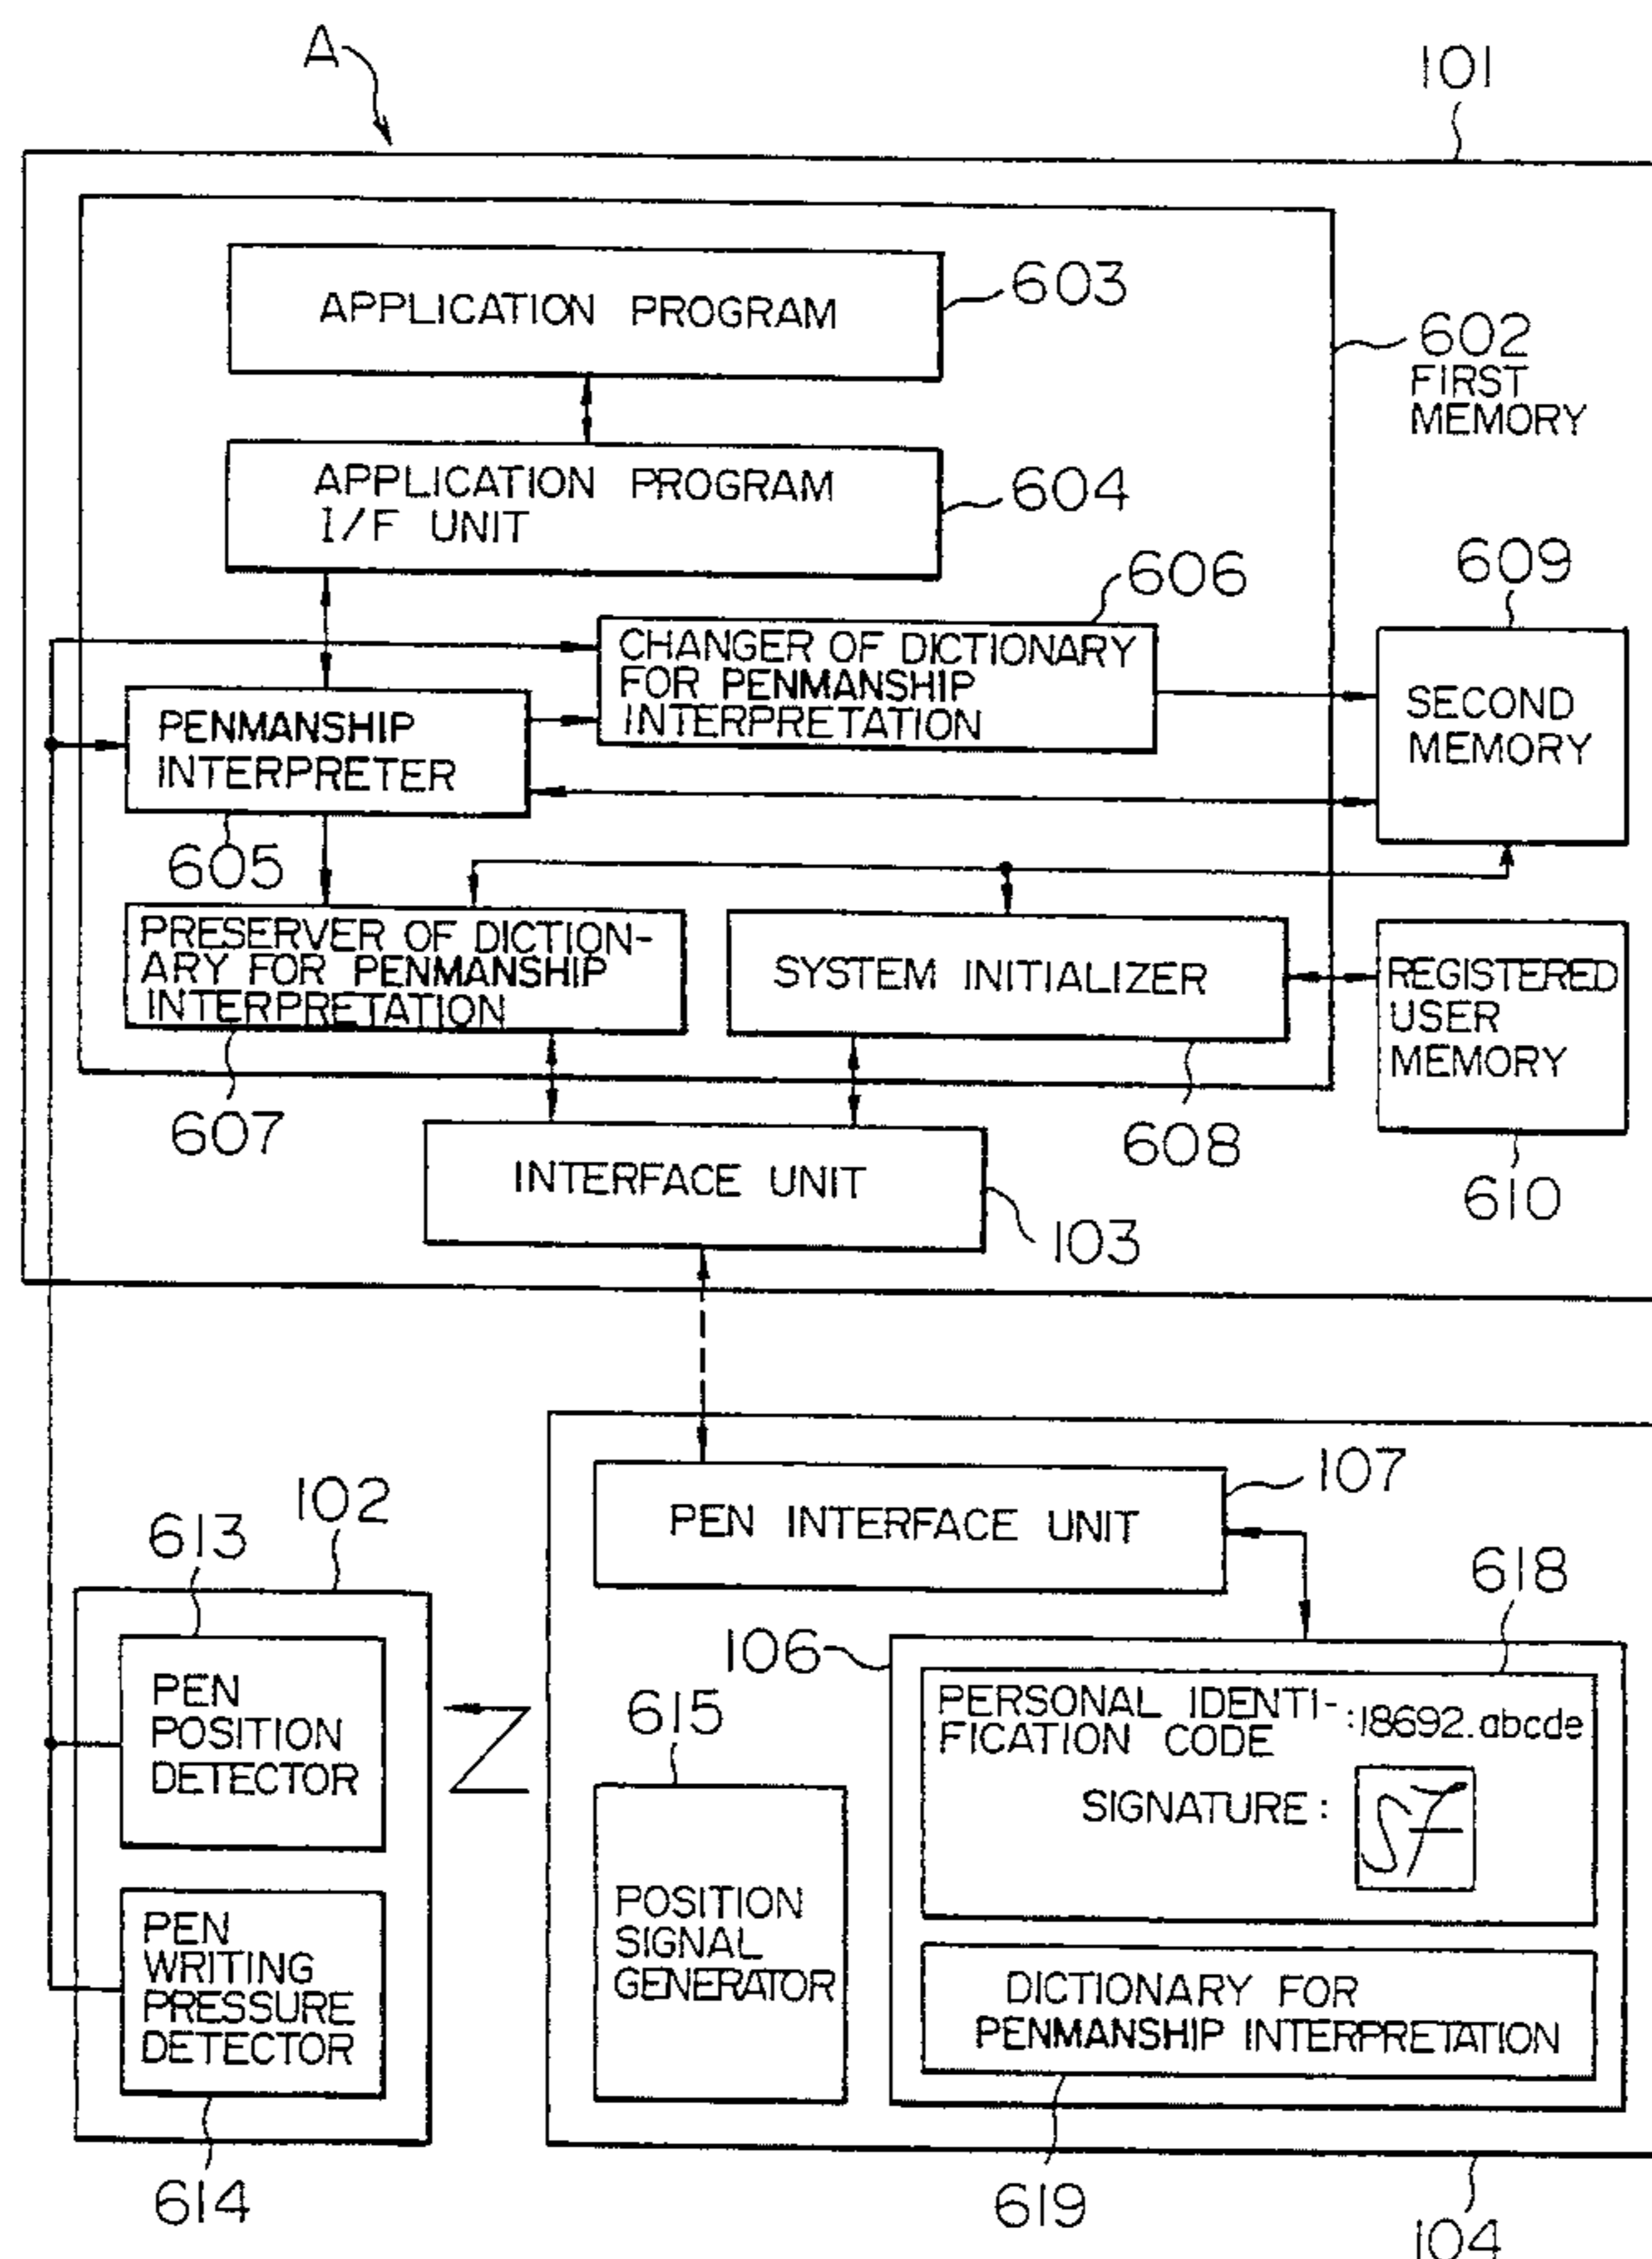 A
101
APPLICATION PROGRAM
603
602
FIRST
MEMORY
APPLICATION PROGRAM
I/F UNIT
604
606
609
CHANGER OF DICTIONARY
FOR PENMANSHIP
INTERPRETATION
SECOND
MEMORY
PENMANSHIP
INTERPRETER
605
PRESERVER OF DICTION-
ARY FOR PENMANSHIP
INTERPRETATION
SYSTEM INITIALIZER
REGISTERED
USER
MEMORY
607
608
610
INTERFACE UNIT
103
107
PEN INTERFACE UNIT
102
613
618
106
PEN
POSITION
DETECTOR
615
PERSONAL IDENTI-
FICATION CODE
:18692.abcde
SIGNATURE :
SF
POSITION
SIGNAL
GENERATOR
PEN
WRITING
PRESSURE
DETECTOR
DICTIONARY FOR
PENMANSHIP INTERPRETATION
614
619
104